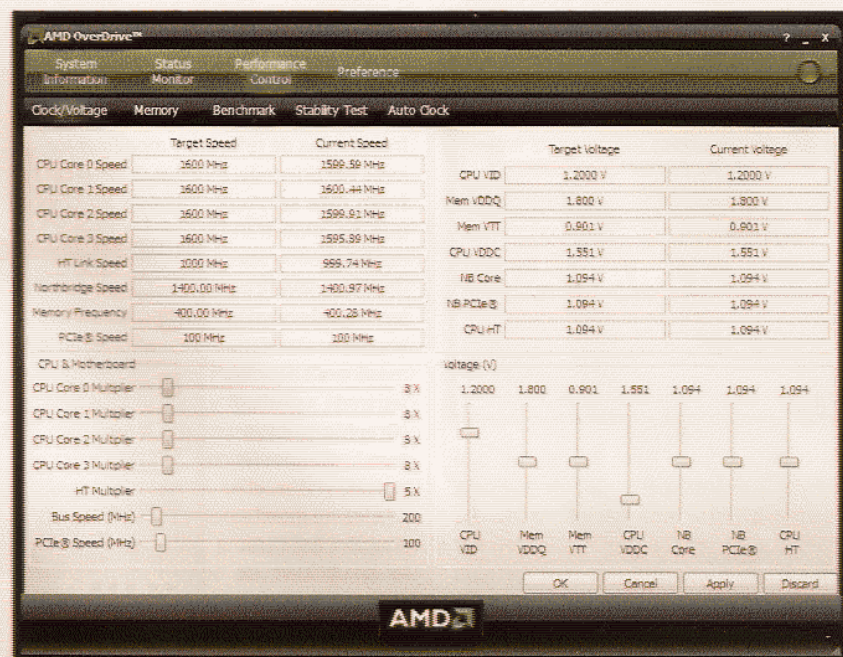 AMD OverDrive™ ? _ X
System Information Status Monitor Performance Control Preference
Clock/Voltage Memory Benchmark Stability Test Auto Clock
Target Speed Current Speed
CPU Core 0 Speed 1600 MHz 1599.59 MHz
CPU Core 1 Speed 1600 MHz 1600.44 MHz
CPU Core 2 Speed 1600 MHz 1599.91 MHz
CPU Core 3 Speed 1600 MHz
HT Link Speed 1000 MHz 999.74 MHz
Northbridge Speed 1400.00 MHz 1400.97 MHz
Memory Frequency 400.00 MHz 400.28 MHz
PCIe® Speed 100 MHz 100 MHz
Target Voltage Current Voltage
CPU VID 1.2000 V 1.2000 V
Mem VDDQ 1.800 V 1.800 V
Mem VTT 0.901 V 0.901 V
CPU VDDC 1.551 V 1.551 V
NB Core 1.094 V 1.094 V
NB PCIe® 1.094 V 1.094 V
CPU HT 1.094 V 1.094 V
CPU & Motherboard
CPU Core 0 Multiplier 8 X
CPU Core 1 Multiplier 8 X
CPU Core 2 Multiplier 8 X
CPU Core 3 Multiplier 8 X
HT Multiplier 5 X
Bus Speed (MHz) 200
PCIe® Speed (MHz) 100
Voltage (V)
1.2000 1.800 0.901 1.551 1.094 1.094 1.094
CPU VID Mem VDDQ Mem VTT CPU VDDC NB Core NB PCIe® CPU HT
OK Cancel Apply Discard
AMD